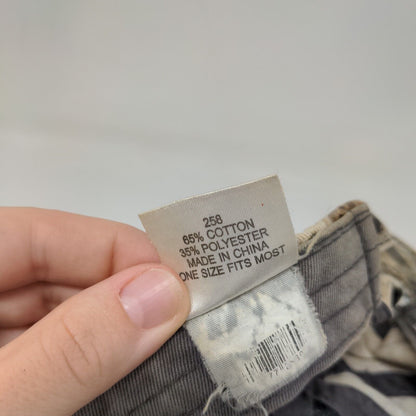 258
65% COTTON
35% POLYESTER
MADE IN CHINA
ONE SIZE FITS MOST